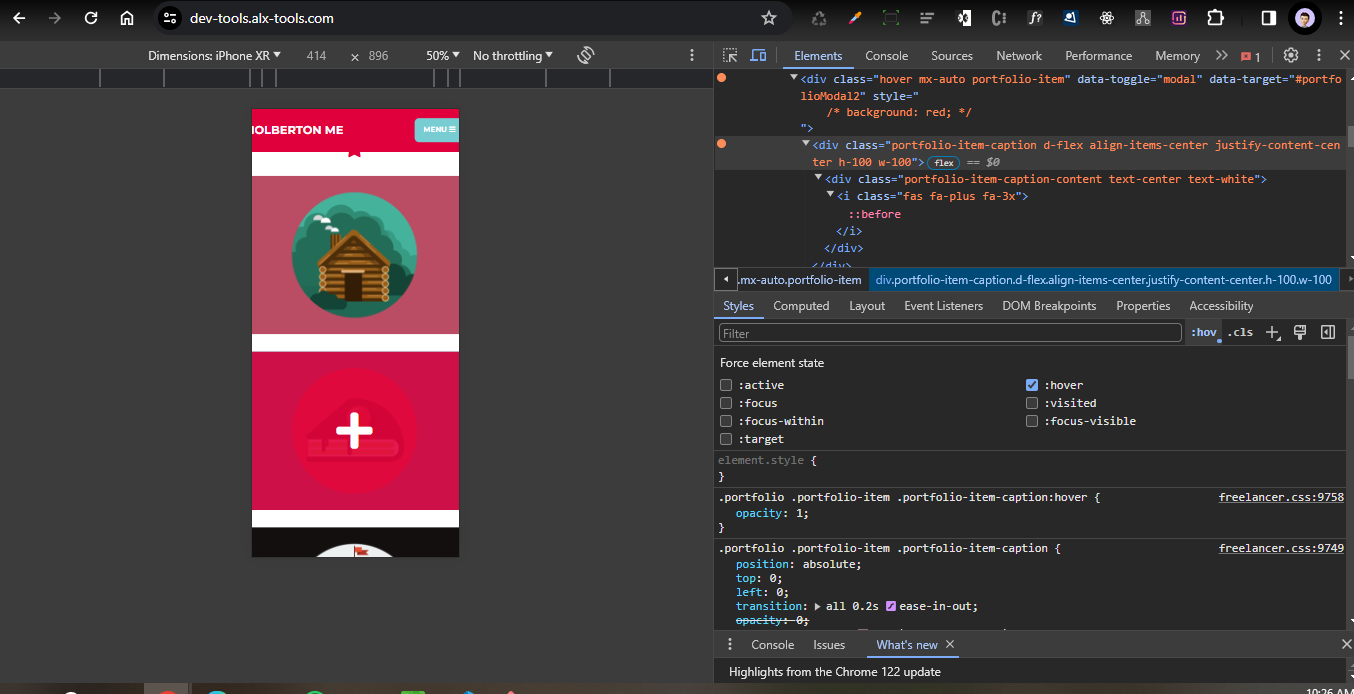 dev-tools.alx-tools.com
Dimensions: iPhone XR ▼ 414 × 896 50% ▼ No throttling ▼
Elements Console Sources Network Performance Memory 1
<div class="hover mx-auto portfolio-item" data-toggle="modal" data-target="#portfo
lioModal2" style="
/* background: red; */
">
<div class="portfolio-item-caption d-flex align-items-center justify-content-cen
ter h-100 w-100"> flex == $0
<div class="portfolio-item-caption-content text-center text-white">
<i class="fas fa-plus fa-3x">
::before
</i>
</div>
</div>
.mx-auto.portfolio-item div.portfolio-item-caption.d-flex.align-items-center.justify-content-center.h-100.w-100
Styles Computed Layout Event Listeners DOM Breakpoints Properties Accessibility
Filter :hov .cls
Force element state
:active :hover
:focus :visited
:focus-within :focus-visible
:target
element.style {
}
.portfolio .portfolio-item .portfolio-item-caption:hover { freelancer.css:9758
opacity: 1;
}
.portfolio .portfolio-item .portfolio-item-caption { freelancer.css:9749
position: absolute;
top: 0;
left: 0;
transition: all 0.2s ease-in-out;
opacity: 0;
Console Issues What's new
Highlights from the Chrome 122 update
HOLBERTON ME MENU
10:26 AM